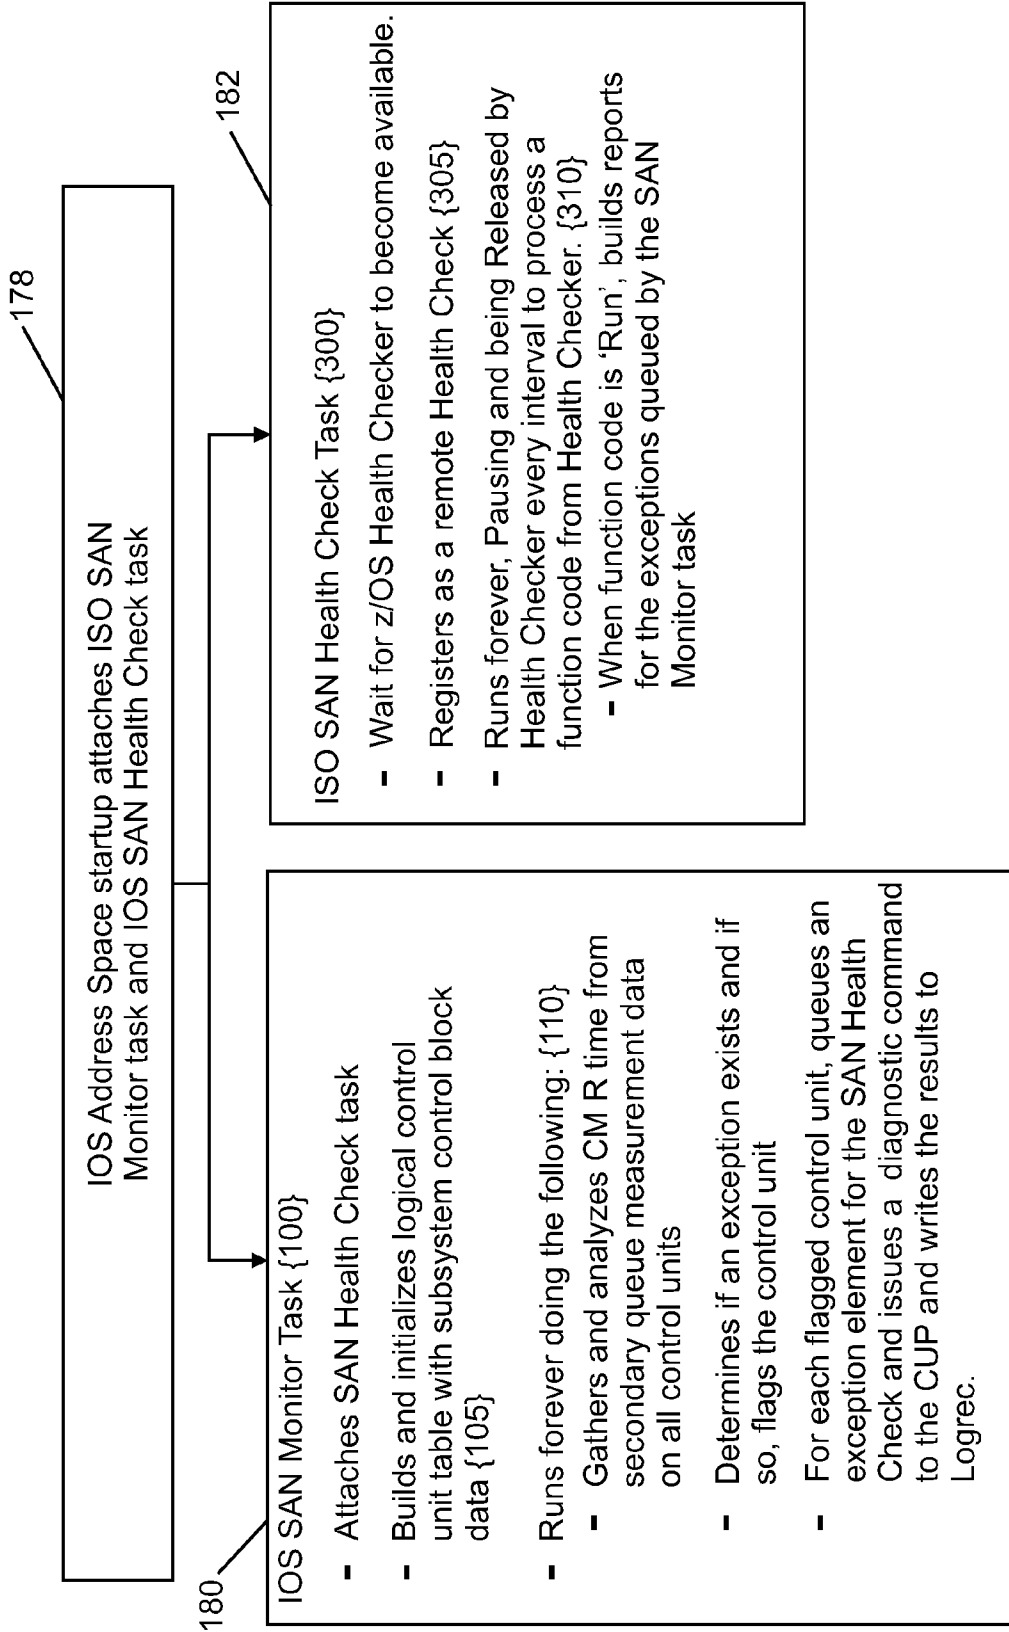 178
IOS Address Space startup attaches ISO SAN
Monitor task and IOS SAN Health Check task
180
IOS SAN Monitor Task {100}
- Attaches SAN Health Check task
- Builds and initializes logical control
unit table with subsystem control block
data {105}
- Runs forever doing the following: {110}
- Gathers and analyzes CM R time from
secondary queue measurement data
on all control units
- Determines if an exception exists and if
so, flags the control unit
- For each flagged control unit, queues an
exception element for the SAN Health
Check and issues a diagnostic command
to the CUP and writes the results to
Logrec.
182
ISO SAN Health Check Task {300}
- Wait for z/OS Health Checker to become available.
- Registers as a remote Health Check {305}
- Runs forever, Pausing and being Released by
Health Checker every interval to process a
function code from Health Checker. {310}
- When function code is ‘Run’, builds reports
for the exceptions queued by the SAN
Monitor task